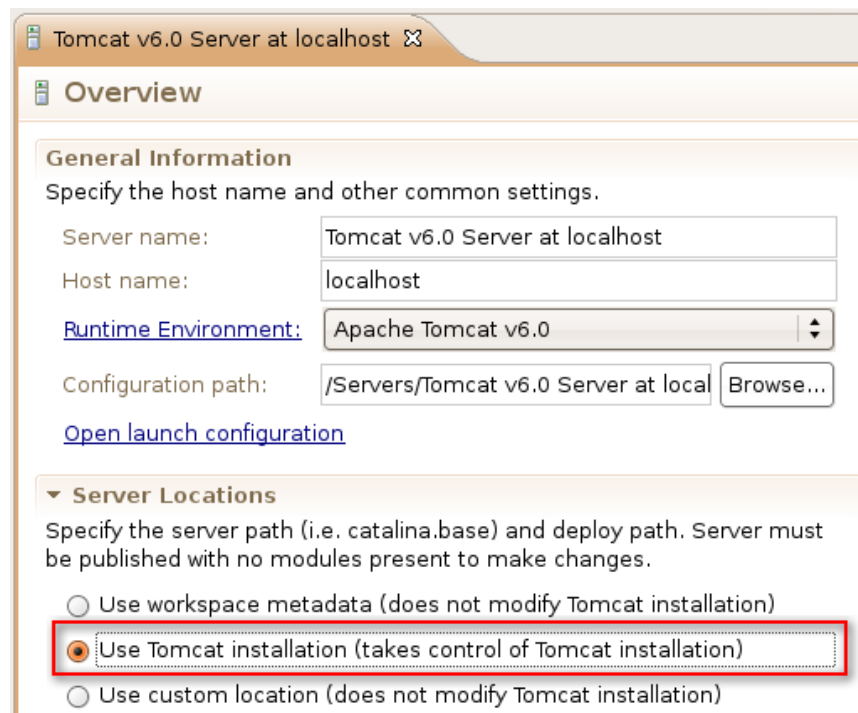 Tomcat v6.0 Server at localhost
Overview
General Information
Specify the host name and other common settings.
Server name: Tomcat v6.0 Server at localhost
Host name: localhost
Runtime Environment: Apache Tomcat v6.0
Configuration path: /Servers/Tomcat v6.0 Server at local Browse...
Open launch configuration
Server Locations
Specify the server path (i.e. catalina.base) and deploy path. Server must
be published with no modules present to make changes.
Use workspace metadata (does not modify Tomcat installation)
Use Tomcat installation (takes control of Tomcat installation)
Use custom location (does not modify Tomcat installation)